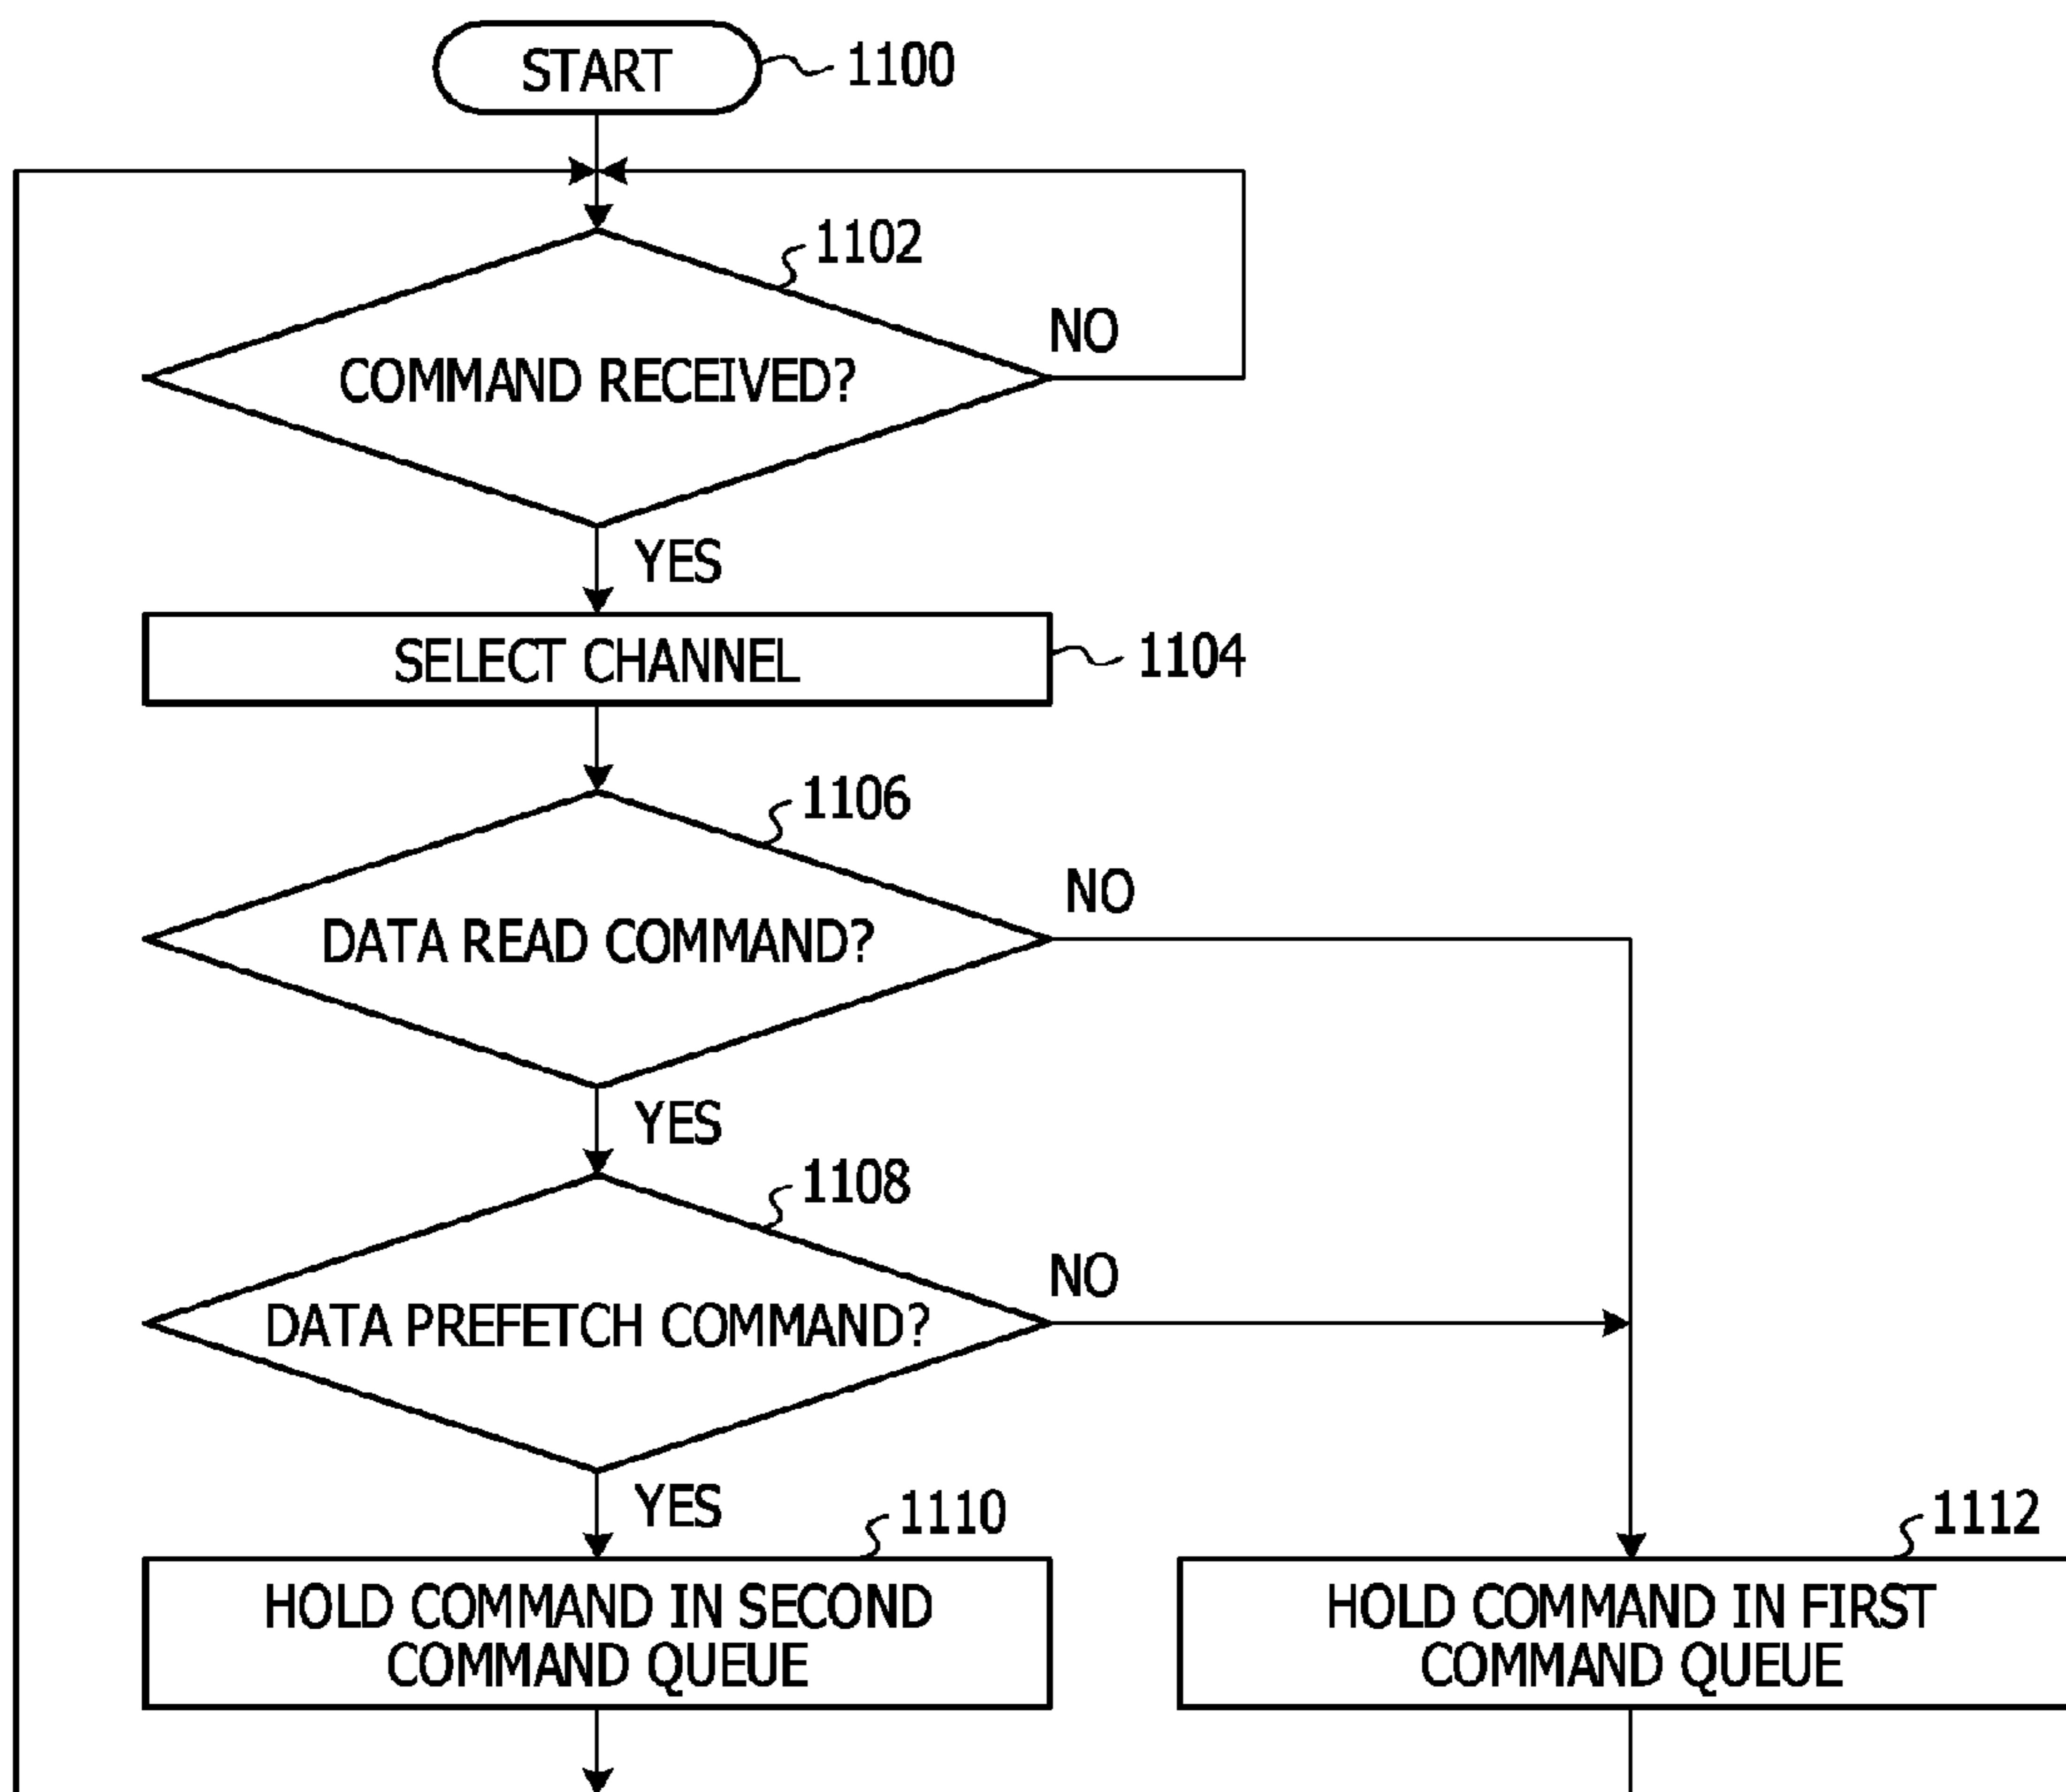 START
1100
1102
COMMAND RECEIVED?
NO
YES
SELECT CHANNEL
1104
1106
DATA READ COMMAND?
NO
YES
1108
DATA PREFETCH COMMAND?
NO
YES
1110
HOLD COMMAND IN SECOND
COMMAND QUEUE
1112
HOLD COMMAND IN FIRST
COMMAND QUEUE